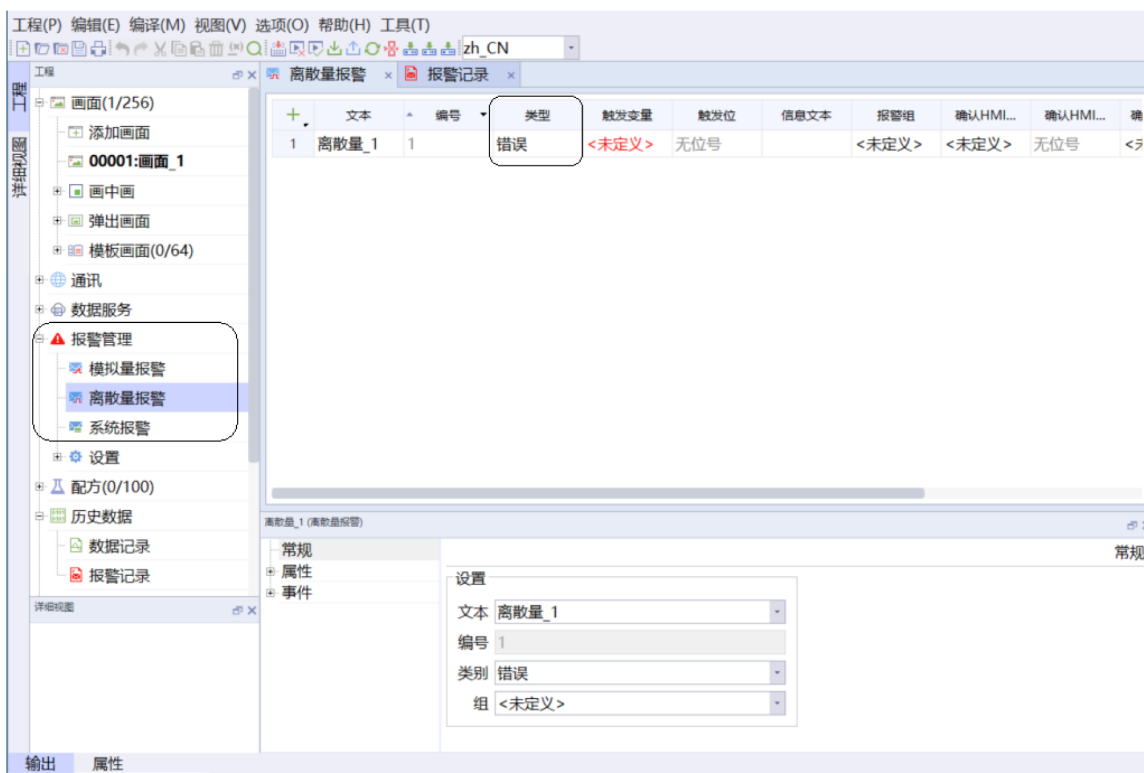 工程(P) 编辑(E) 编译(M) 视图(V) 选项(O) 帮助(H) 工具(T)
zh_CN
工程
工程
详细视图
画面(1/256)
添加画面
00001:画面_1
画中画
弹出画面
模板画面(0/64)
通讯
数据服务
报警管理
模拟量报警
离散量报警
系统报警
设置
配方(0/100)
历史数据
数据记录
报警记录
详细视图
离散量报警 报警记录
文本 编号 类型 触发变量 触发位 信息文本 报警组 确认HMI... 确认HMI... 确
1 离散量_1 1 错误 <未定义> 无位号 <未定义> <未定义> 无位号
离散量_1 (离散量报警)
常规
属性
事件
常规
设置
文本 离散量_1
编号 1
类别 错误
组 <未定义>
输出 属性